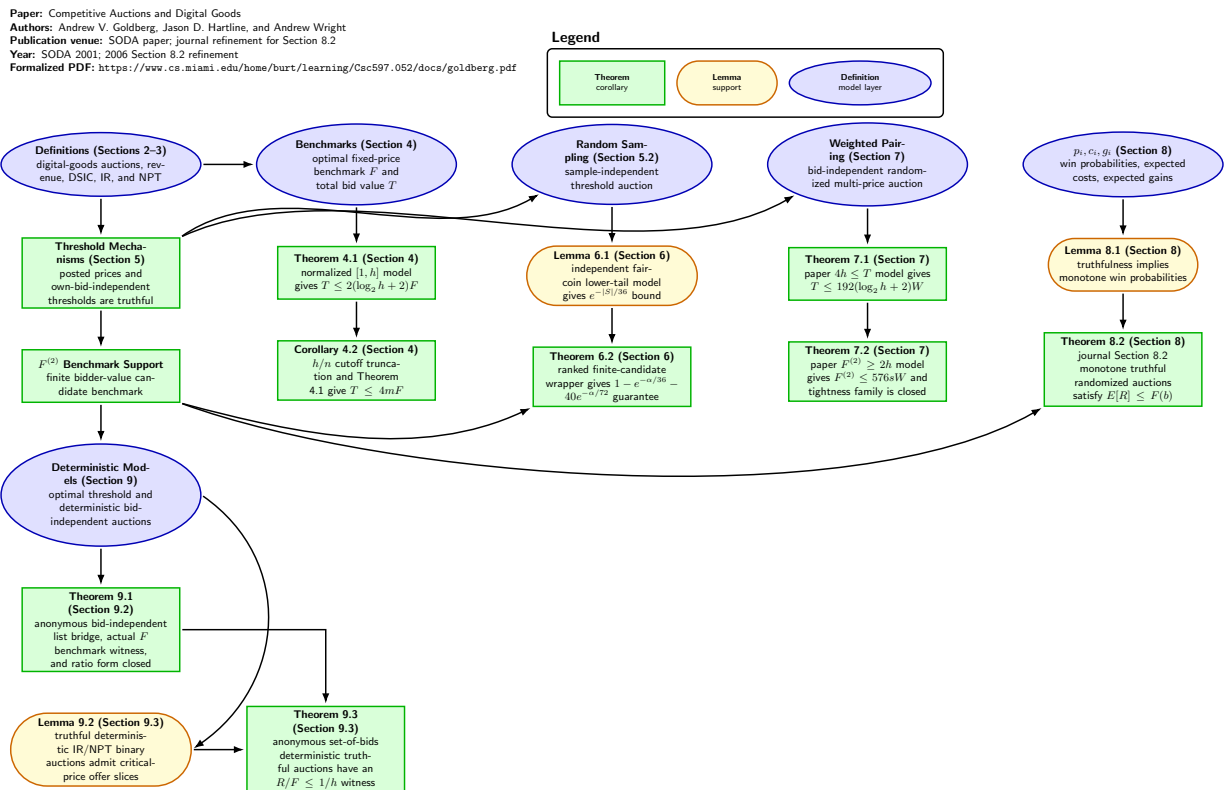 Paper: Competitive Auctions and Digital Goods
Authors: Andrew V. Goldberg, Jason D. Hartline, and Andrew Wright
Publication venue: SODA paper; journal refinement for Section 8.2
Year: SODA 2001; 2006 Section 8.2 refinement
Formalized PDF: https://www.cs.miami.edu/home/burt/learning/Csc597.052/docs/goldberg.pdf
Legend
Theorem
corollary
Lemma
support
Definition
model layer
Definitions (Sections 2–3)
digital-goods auctions, rev-
enue, DSIC, IR, and NPT
Benchmarks (Section 4)
optimal fixed-price
benchmark F and
total bid value T
Random Sam-
pling (Section 5.2)
sample-independent
threshold auction
Weighted Pair-
ing (Section 7)
bid-independent random-
ized multi-price auction
p_i, c_i, g_i (Section 8)
win probabilities, expected
costs, expected gains
Threshold Mecha-
nisms (Section 5)
posted prices and
own-bid-independent
thresholds are truthful
Theorem 4.1 (Section 4)
normalized [1, h] model
gives T ≤ 2(log₂ h + 2)F
Lemma 6.1 (Section 6)
independent fair-
coin lower-tail model
gives e^{−|S|/36} bound
Theorem 7.1 (Section 7)
paper 4h ≤ T model gives
T ≤ 192(log₂ h + 2)W
Lemma 8.1 (Section 8)
truthfulness implies
monotone win probabilities
F^{(2)} Benchmark Support
finite bidder-value can-
didate benchmark
Corollary 4.2 (Section 4)
h/n cutoff trunca-
tion and Theorem
4.1 give T ≤ 4mF
Theorem 6.2 (Section 6)
ranked finite-candidate
wrapper gives 1 − e^{−α/36} −
40e^{−α/72} guarantee
Theorem 7.2 (Section 7)
paper F^{(2)} ≥ 2h model
gives F^{(2)} ≤ 576sW and
tightness family is closed
Theorem 8.2 (Section 8)
journal Section 8.2
monotone truthful
randomized auctions
satisfy E[R] ≤ F(b)
Deterministic Mod-
els (Section 9)
optimal threshold and
deterministic bid-
independent auctions
Theorem 9.1
(Section 9.2)
anonymous bid-independent
list bridge, actual F
benchmark witness,
and ratio form closed
Lemma 9.2 (Section 9.3)
truthful determinis-
tic IR/NPT binary
auctions admit critical-
price offer slices
Theorem 9.3
(Section 9.3)
anonymous set-of-bids
deterministic truth-
ful auctions have an
R/F ≤ 1/h witness